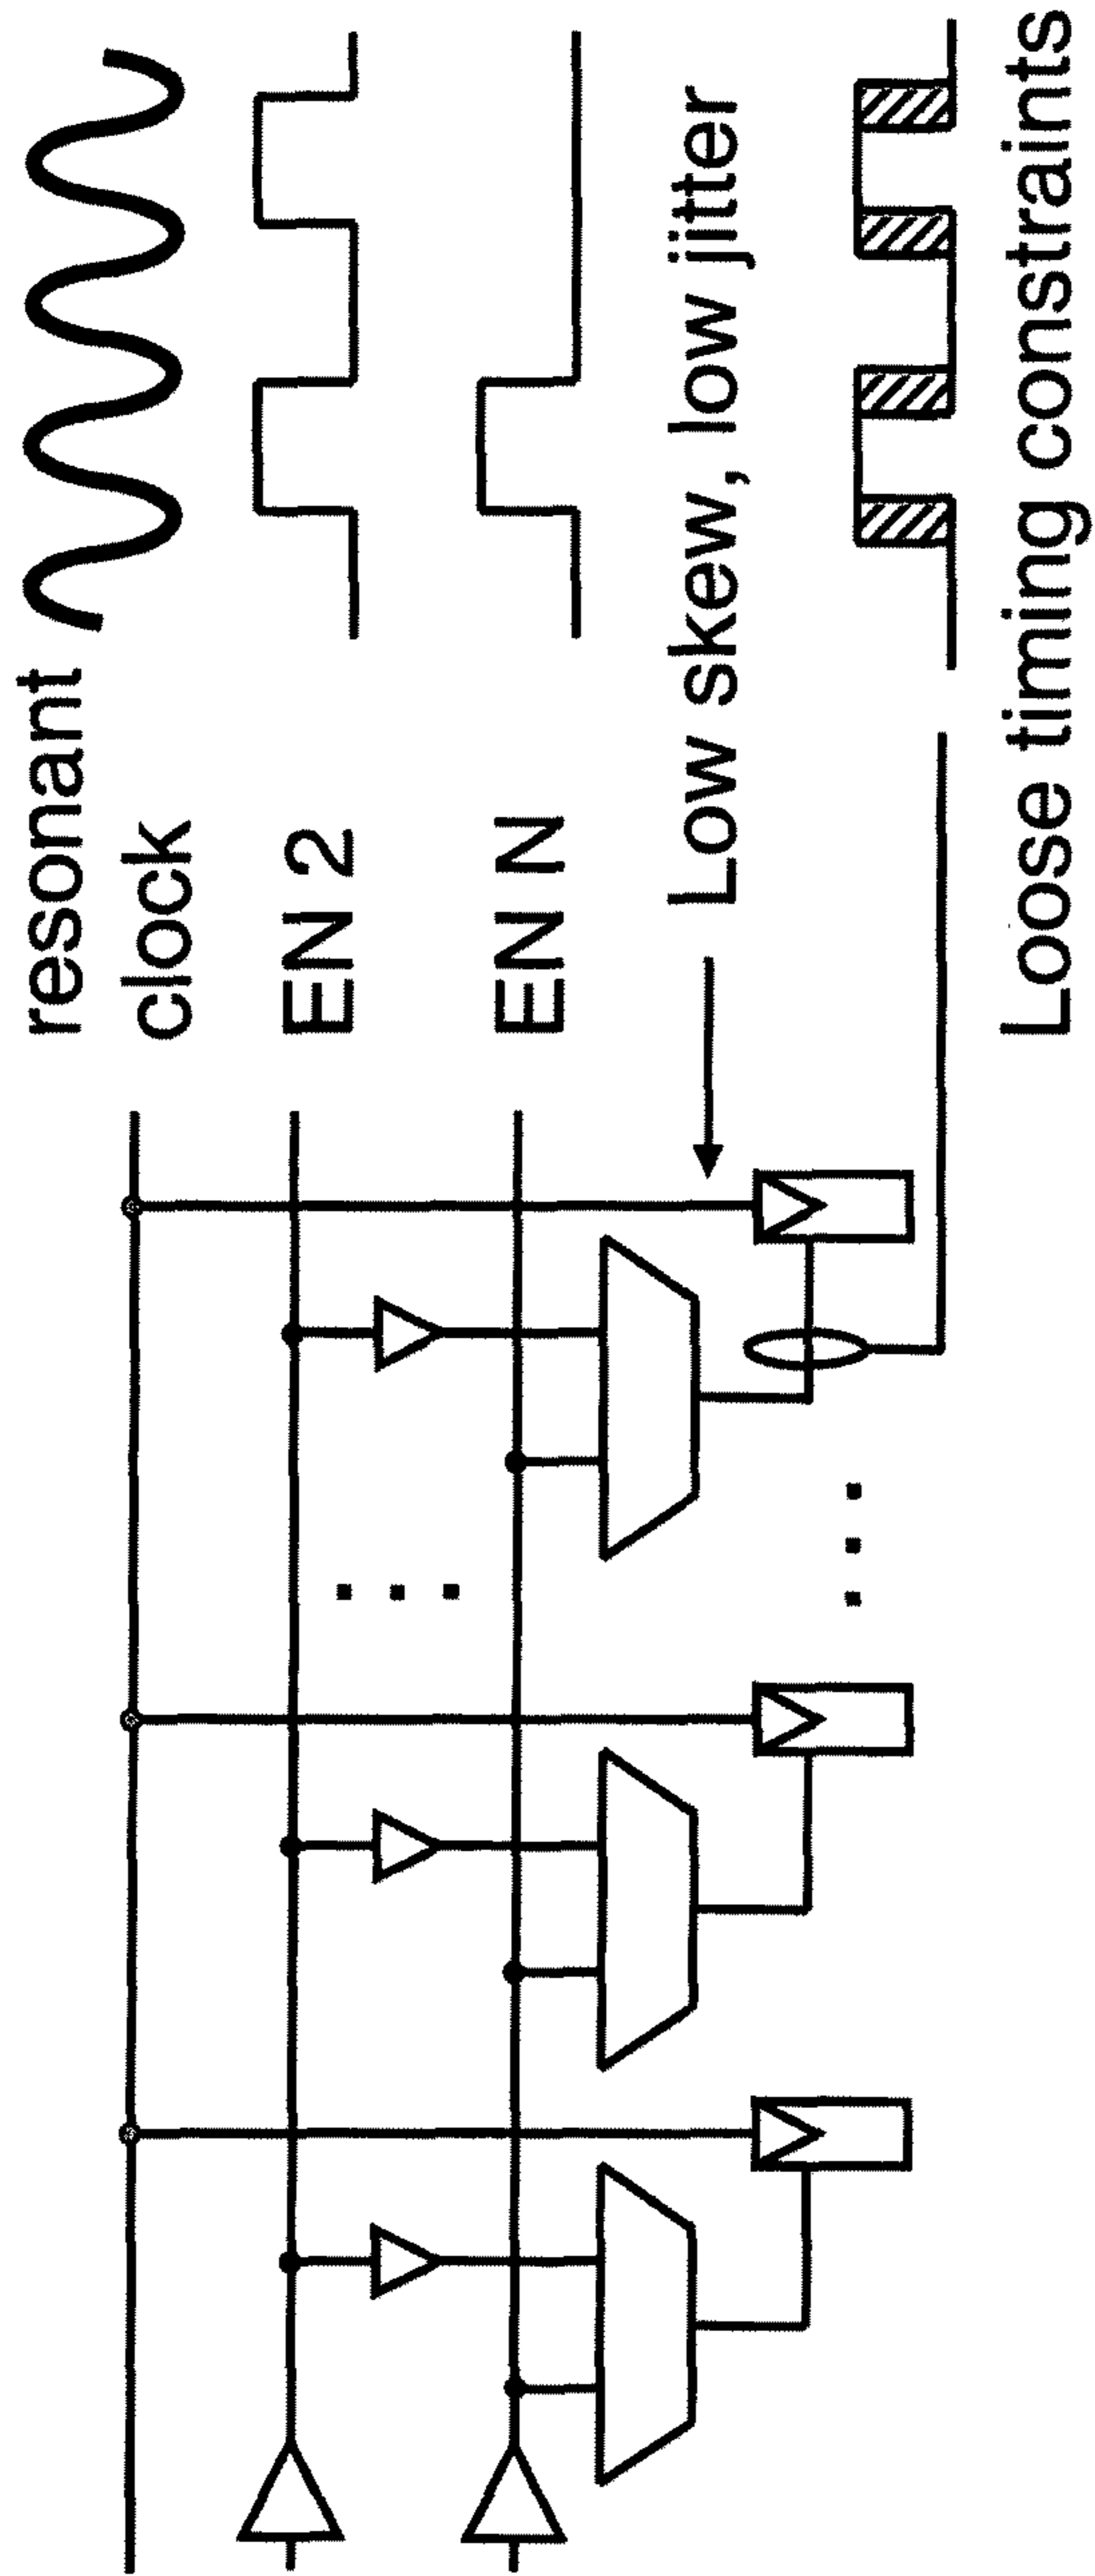 resonant
clock
EN 2
EN N
Low skew, low jitter
Loose timing constraints